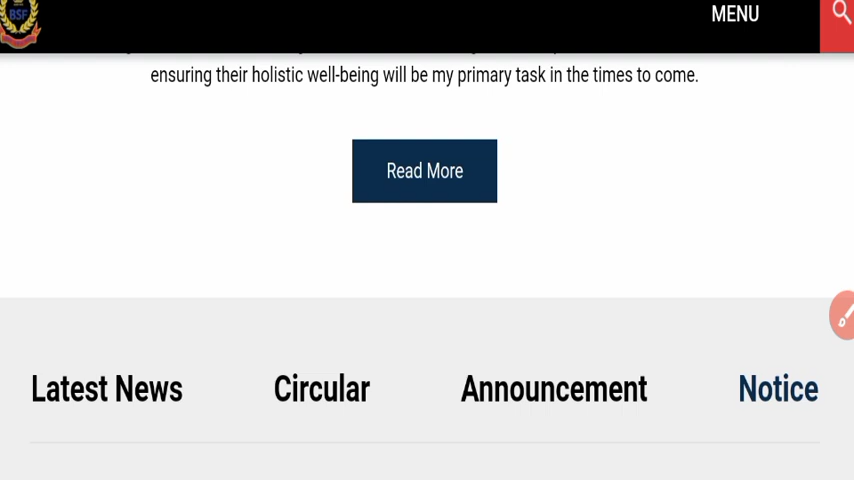 BSF
MENU
ensuring their holistic well-being will be my primary task in the times to come.
Read More
Latest News Circular Announcement Notice